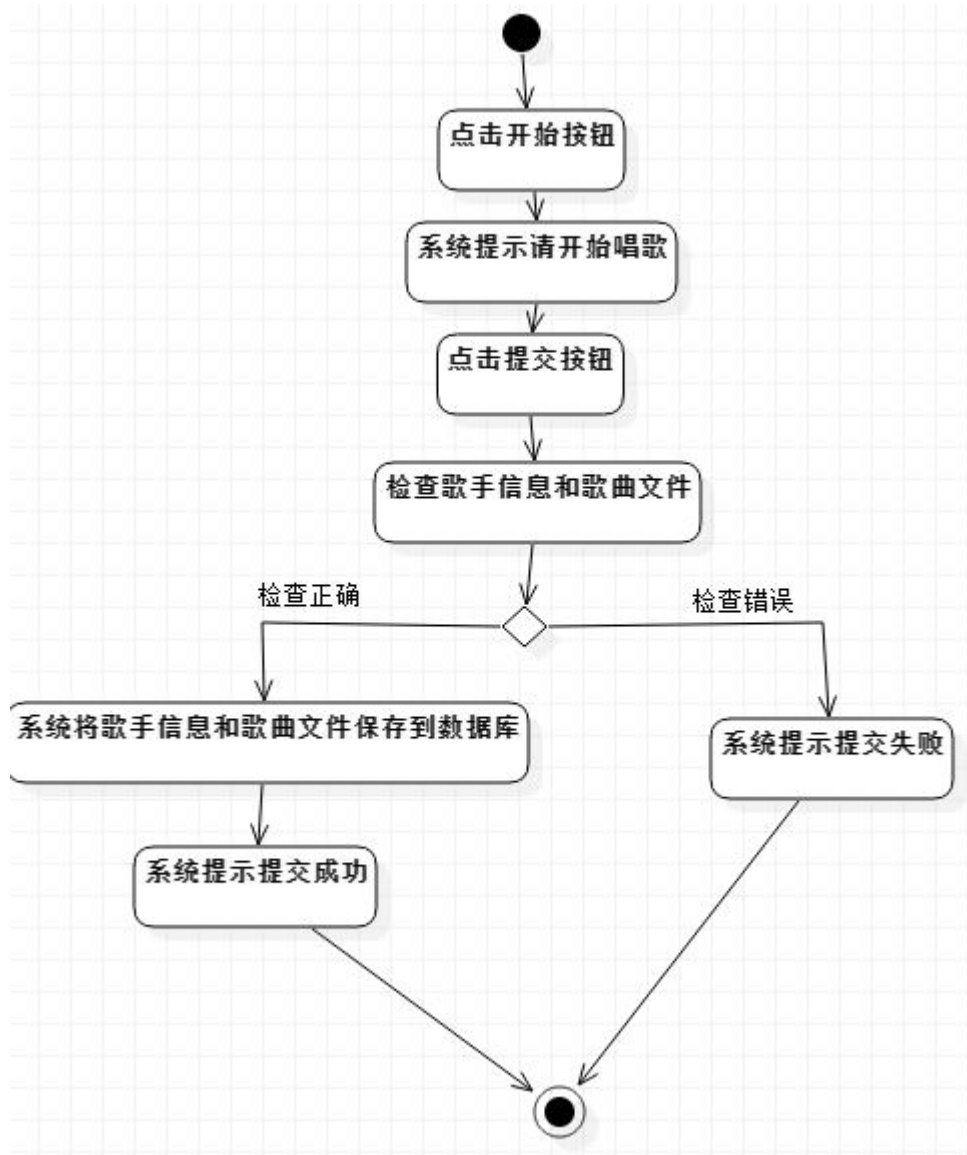 点击开始按钮
系统提示请开始唱歌
点击提交按钮
检查歌手信息和歌曲文件
检查正确
检查错误
系统将歌手信息和歌曲文件保存到数据库
系统提示提交失败
系统提示提交成功